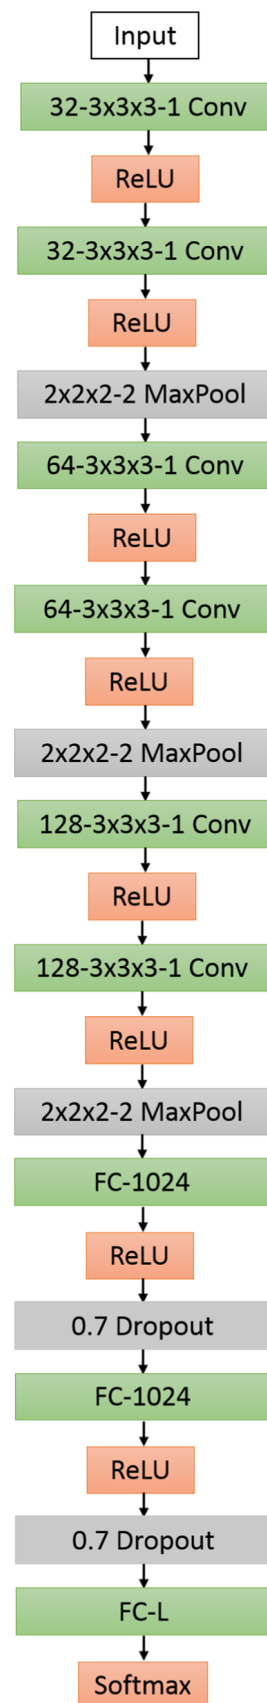 Input
32-3x3x3-1 Conv
ReLU
32-3x3x3-1 Conv
ReLU
2x2x2-2 MaxPool
64-3x3x3-1 Conv
ReLU
64-3x3x3-1 Conv
ReLU
2x2x2-2 MaxPool
128-3x3x3-1 Conv
ReLU
128-3x3x3-1 Conv
ReLU
2x2x2-2 MaxPool
FC-1024
ReLU
0.7 Dropout
FC-1024
ReLU
0.7 Dropout
FC-L
Softmax